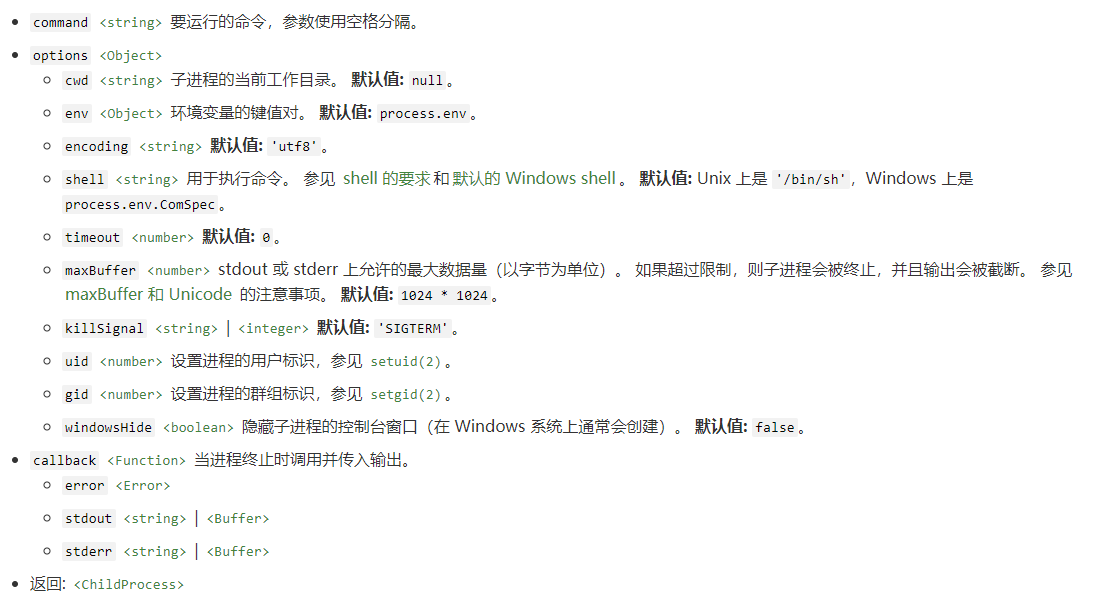 command <string> 要运行的命令，参数使用空格分隔。
options <Object>
cwd <string> 子进程的当前工作目录。 默认值: null。
env <Object> 环境变量的键值对。 默认值: process.env。
encoding <string> 默认值: 'utf8'。
shell <string> 用于执行命令。 参见 shell 的要求和默认的 Windows shell。 默认值: Unix 上是 '/bin/sh'，Windows 上是
process.env.ComSpec。
timeout <number> 默认值: 0。
maxBuffer <number> stdout 或 stderr 上允许的最大数据量（以字节为单位）。 如果超过限制，则子进程会被终止，并且输出会被截断。 参见
maxBuffer 和 Unicode 的注意事项。 默认值: 1024 * 1024。
killSignal <string> | <integer> 默认值: 'SIGTERM'。
uid <number> 设置进程的用户标识，参见 setuid(2)。
gid <number> 设置进程的群组标识，参见 setgid(2)。
windowsHide <boolean> 隐藏子进程的控制台窗口（在 Windows 系统上通常会创建）。 默认值: false。
callback <Function> 当进程终止时调用并传入输出。
error <Error>
stdout <string> | <Buffer>
stderr <string> | <Buffer>
返回: <ChildProcess>